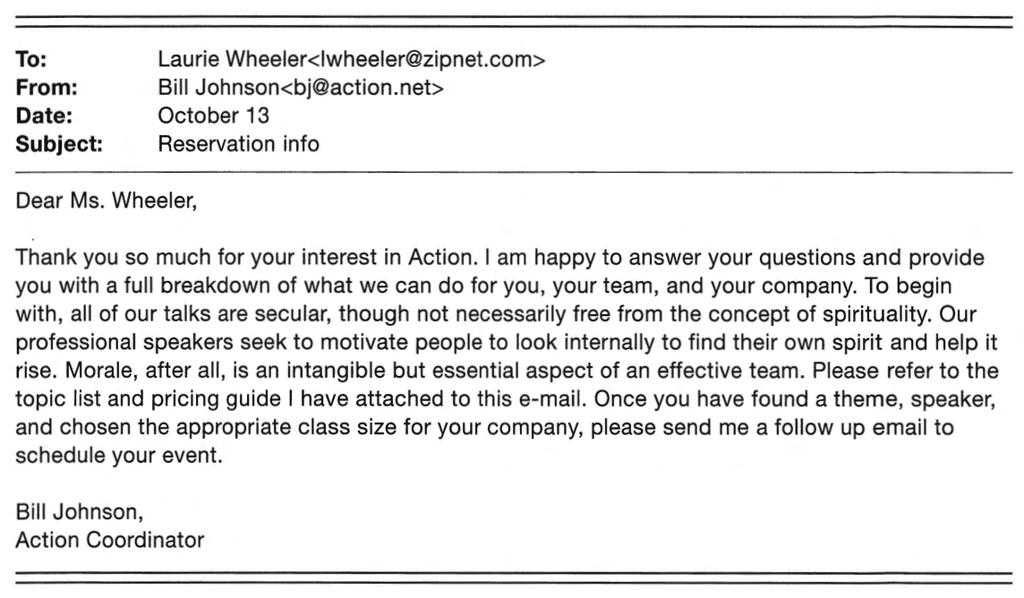 To: Laurie Wheeler<lwheeler@zipnet.com>
From: Bill Johnson<bj@action.net>
Date: October 13
Subject: Reservation info
Dear Ms. Wheeler,
Thank you so much for your interest in Action. I am happy to answer your questions and provide
you with a full breakdown of what we can do for you, your team, and your company. To begin
with, all of our talks are secular, though not necessarily free from the concept of spirituality. Our
professional speakers seek to motivate people to look internally to find their own spirit and help it
rise. Morale, after all, is an intangible but essential aspect of an effective team. Please refer to the
topic list and pricing guide I have attached to this e-mail. Once you have found a theme, speaker,
and chosen the appropriate class size for your company, please send me a follow up email to
schedule your event.
Bill Johnson,
Action Coordinator